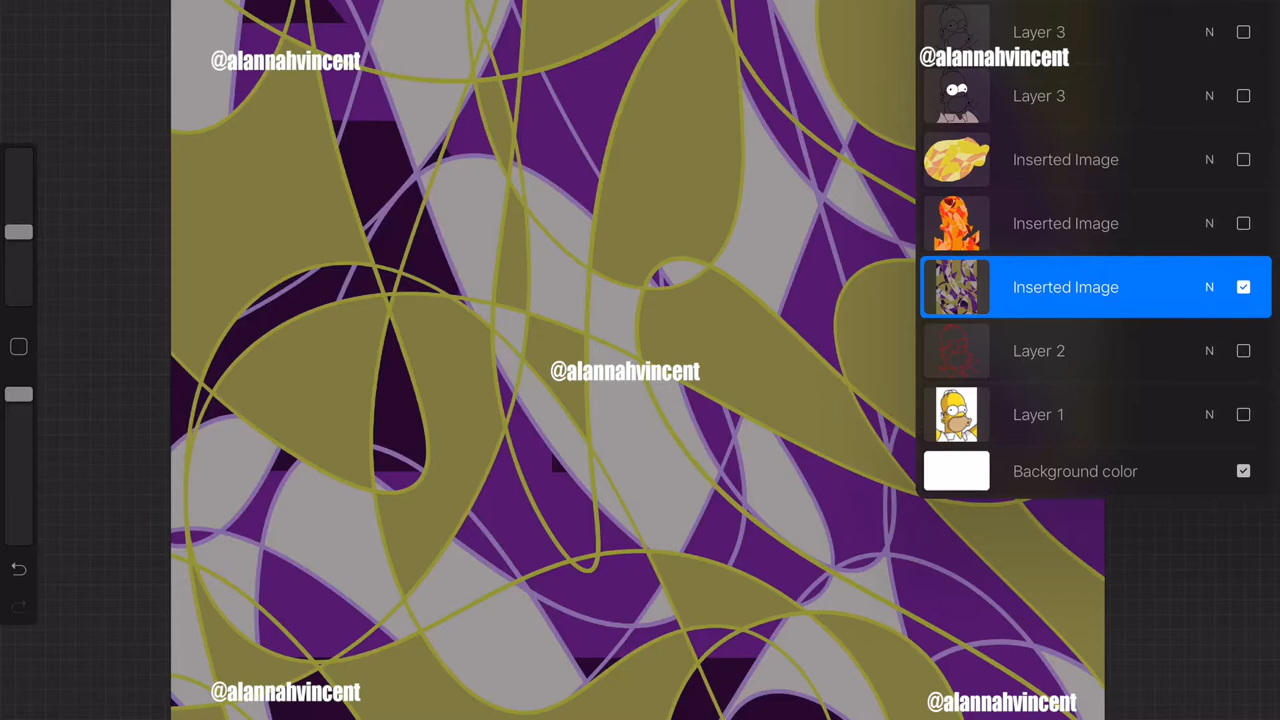 Layer 3 N
@alannahvincent @alannahvincent
Layer 3 N
Inserted Image N
Inserted Image N
Inserted Image N
Layer 2 N
@alannahvincent
Layer 1 N
Background color
@alannahvincent @alannahvincent